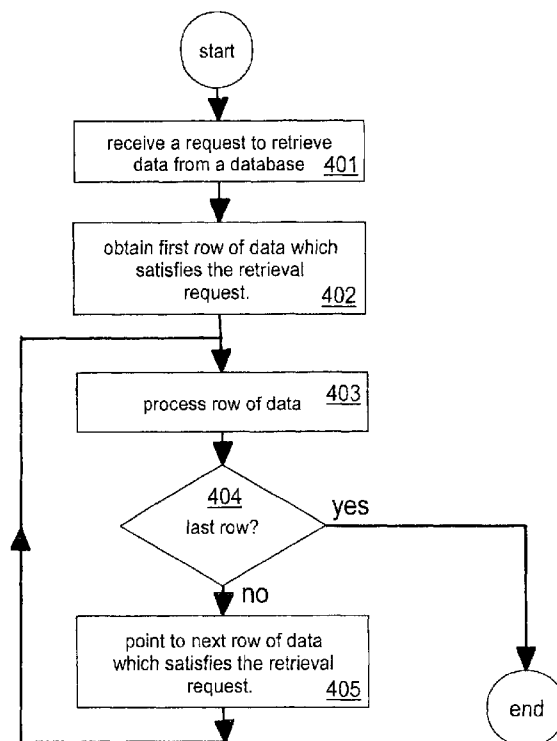 start
receive a request to retrieve
data from a database 401
obtain first row of data which
satisfies the retrieval
request.
402
process row of data 403
404
last row?
yes
no
point to next row of data
which satisfies the retrieval
request. 405
end